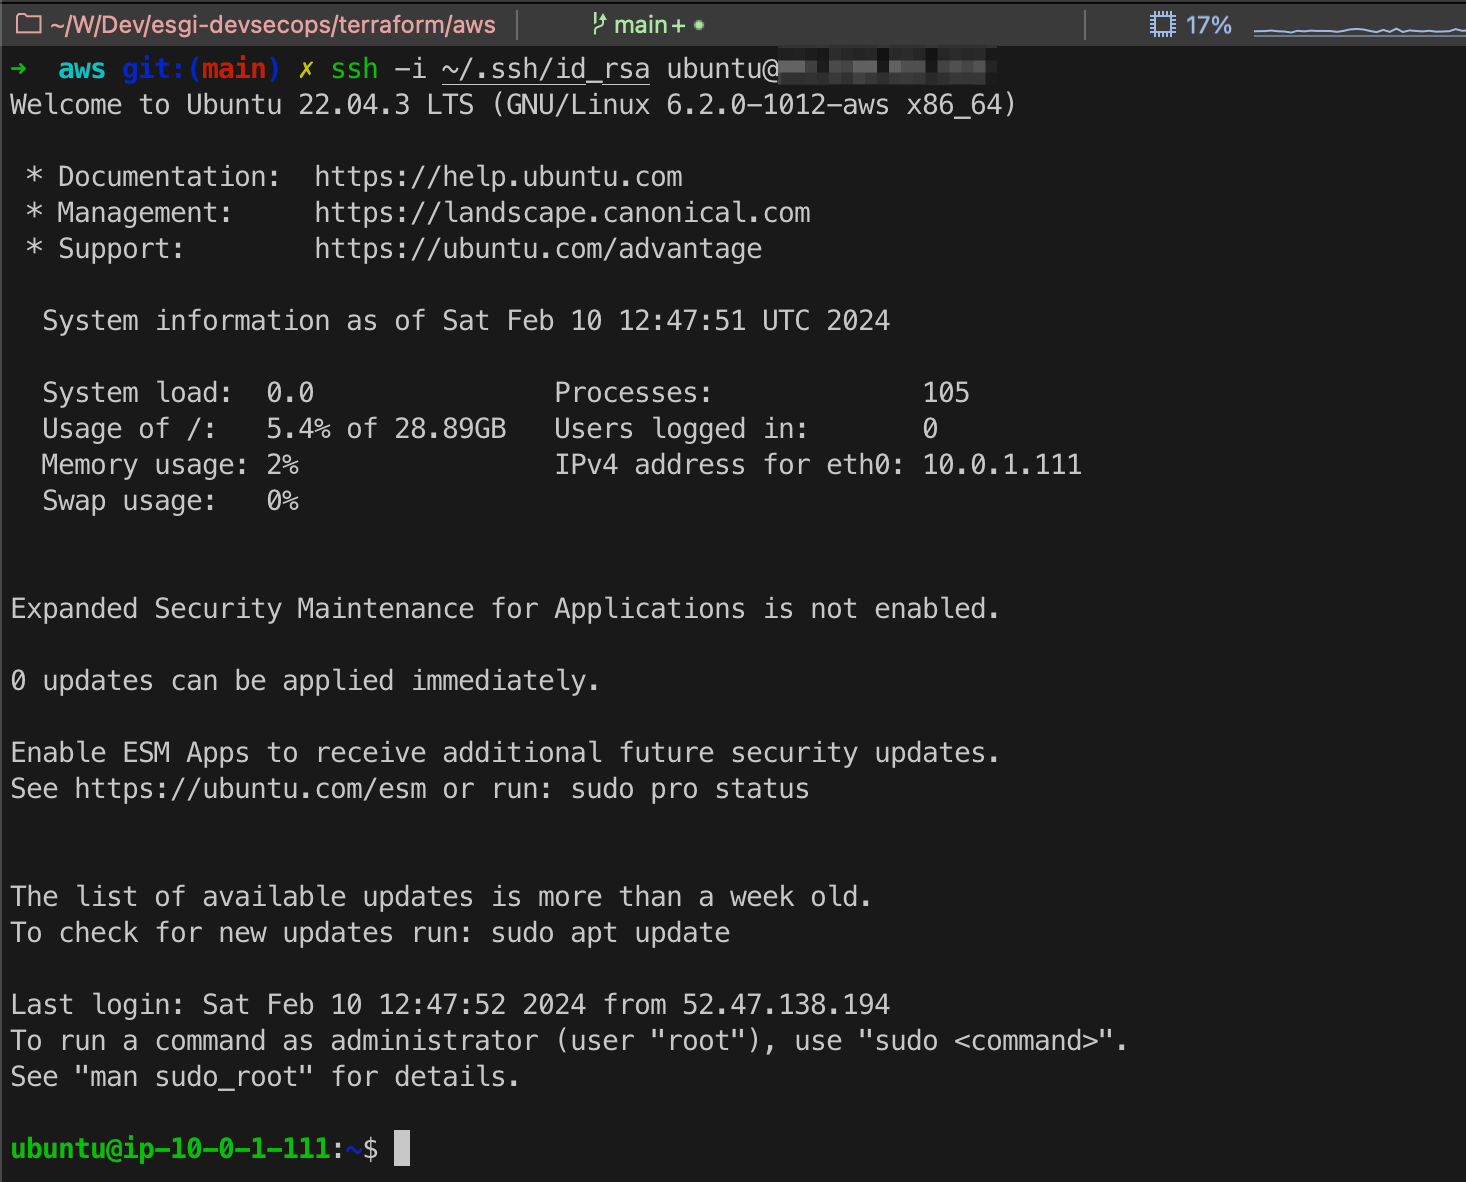 ~/W/Dev/esgi-devsecops/terraform/aws main+ 17%
→ aws git:(main) ✗ ssh -i ~/.ssh/id_rsa ubuntu@
Welcome to Ubuntu 22.04.3 LTS (GNU/Linux 6.2.0-1012-aws x86_64)
* Documentation: https://help.ubuntu.com
* Management: https://landscape.canonical.com
* Support: https://ubuntu.com/advantage
System information as of Sat Feb 10 12:47:51 UTC 2024
System load: 0.0 Processes: 105
Usage of /: 5.4% of 28.89GB Users logged in: 0
Memory usage: 2% IPv4 address for eth0: 10.0.1.111
Swap usage: 0%
Expanded Security Maintenance for Applications is not enabled.
0 updates can be applied immediately.
Enable ESM Apps to receive additional future security updates.
See https://ubuntu.com/esm or run: sudo pro status
The list of available updates is more than a week old.
To check for new updates run: sudo apt update
Last login: Sat Feb 10 12:47:52 2024 from 52.47.138.194
To run a command as administrator (user "root"), use "sudo <command>".
See "man sudo_root" for details.
ubuntu@ip-10-0-1-111:~$